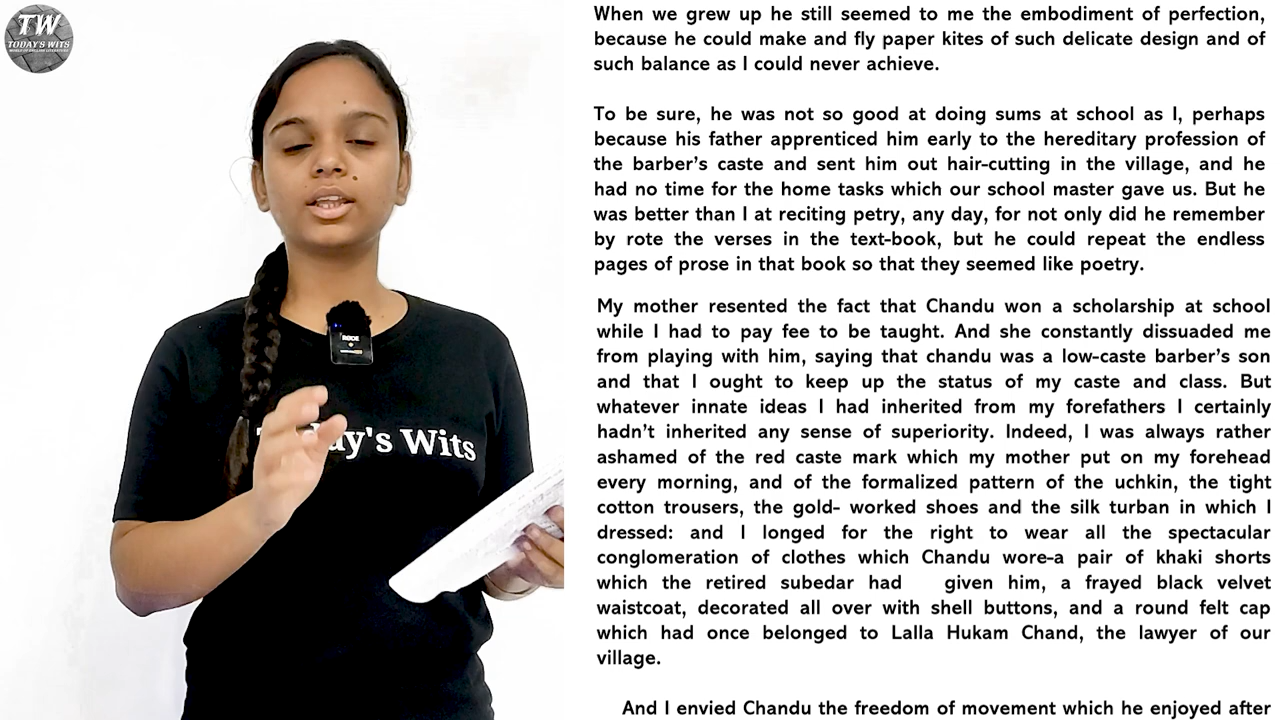 TW
TODAY'S WITS
When we grew up he still seemed to me the embodiment of perfection,
because he could make and fly paper kites of such delicate design and of
such balance as I could never achieve.
To be sure, he was not so good at doing sums at school as I, perhaps
because his father apprenticed him early to the hereditary profession of
the barber's caste and sent him out hair-cutting in the village, and he
had no time for the home tasks which our school master gave us. But he
was better than I at reciting petry, any day, for not only did he remember
by rote the verses in the text-book, but he could repeat the endless
pages of prose in that book so that they seemed like poetry.
My mother resented the fact that Chandu won a scholarship at school
while I had to pay fee to be taught. And she constantly dissuaded me
from playing with him, saying that chandu was a low-caste barber's son
and that I ought to keep up the status of my caste and class. But
whatever innate ideas I had inherited from my forefathers I certainly
hadn't inherited any sense of superiority. Indeed, I was always rather
ashamed of the red caste mark which my mother put on my forehead
every morning, and of the formalized pattern of the uchkin, the tight
cotton trousers, the gold- worked shoes and the silk turban in which I
dressed: and I longed for the right to wear all the spectacular
conglomeration of clothes which Chandu wore-a pair of khaki shorts
which the retired subedar had given him, a frayed black velvet
waistcoat, decorated all over with shell buttons, and a round felt cap
which had once belonged to Lalla Hukam Chand, the lawyer of our
village.
And I envied Chandu the freedom of movement which he enjoyed after
RØDE
Wits